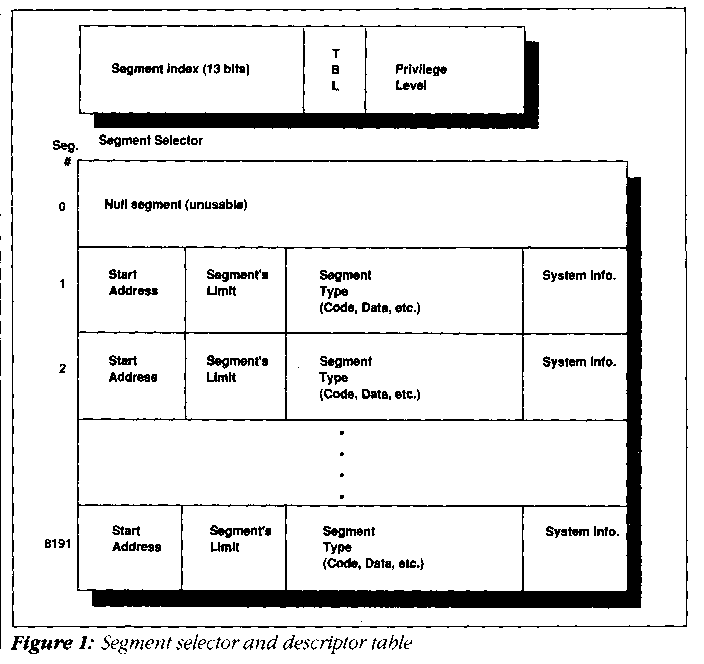 Segment Index (13 bits)
T
B
L
Privilege
Level
Segment Selector
Seg.
#
0
Null segment (unusable)
1
Start
Address
Segment's
Limit
Segment
Type
(Code, Data, etc.)
System Info.
2
Start
Address
Segment's
Limit
Segment
Type
(Code, Data, etc.)
System Info.
8191
Start
Address
Segment's
Limit
Segment
Type
(Code, Data, etc.)
System Info.
Figure 1: Segment selector and descriptor table